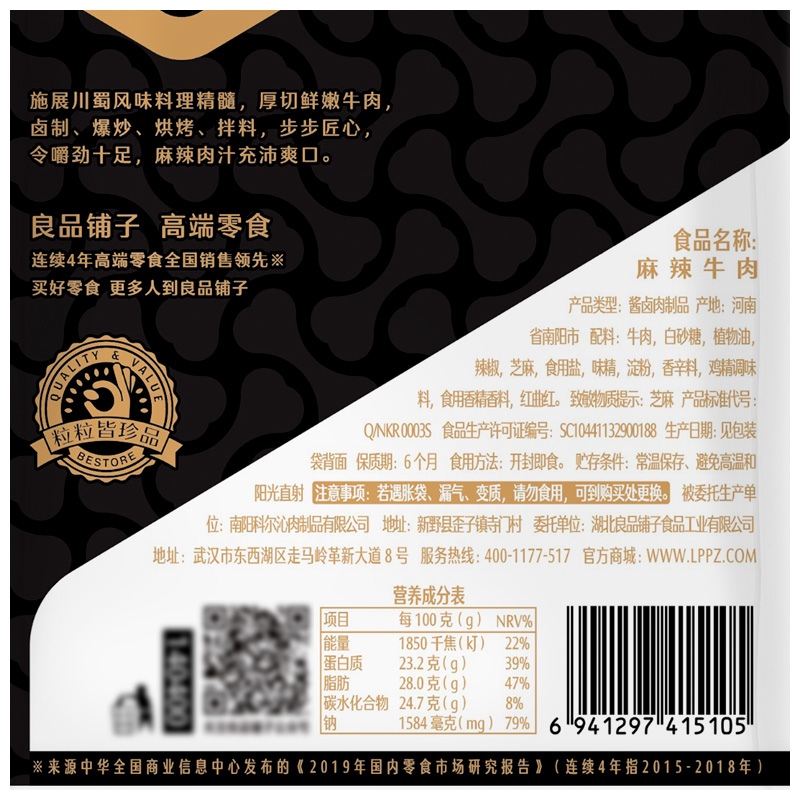 施展川蜀风味料理精髓，厚切鲜嫩牛肉，
卤制、爆炒、烘烤、拌料，步步匠心，
令嚼劲十足，麻辣肉汁充沛爽口。
良品铺子 高端零食
连续4年高端零食全国销售领先※
买好零食 更多人到良品铺子
QUALITY & VALUE
粒粒皆珍品
BESTORE
食品名称:
麻辣牛肉
产品类型：酱卤肉制品 产地：河南
省南阳市 配料：牛肉，白砂糖，植物油，
辣椒，芝麻，食用盐，味精，淀粉，香辛料，鸡精调味
料，食用香精香料，红曲红。致敏物质提示：芝麻 产品标准代号：
Q/NKR 0003S 食品生产许可证编号：SC10441132900188 生产日期：见包装
袋背面 保质期：6个月 食用方法：开封即食。贮存条件：常温保存、避免高温和
阳光直射 注意事项：若遇胀袋、漏气、变质，请勿食用，可到购买处更换。 被委托生产单
位：南阳科尔沁肉制品有限公司 地址：新野县歪子镇寺门村 委托单位：湖北良品铺子食品工业有限公司
地址：武汉市东西湖区走马岭革新大道8号 服务热线：400-1177-517 官方商城：WWW.LPPZ.COM
营养成分表
项目 每100克(g) NRV%
能量 1850千焦(kJ) 22%
蛋白质 23.2克(g) 39%
脂肪 28.0克(g) 47%
碳水化合物 24.7克(g) 8%
钠 1584毫克(mg) 79%
6 941297 415105
※来源中华全国商业信息中心发布的《2019年国内零食市场研究报告》(连续4年指2015-2018年)